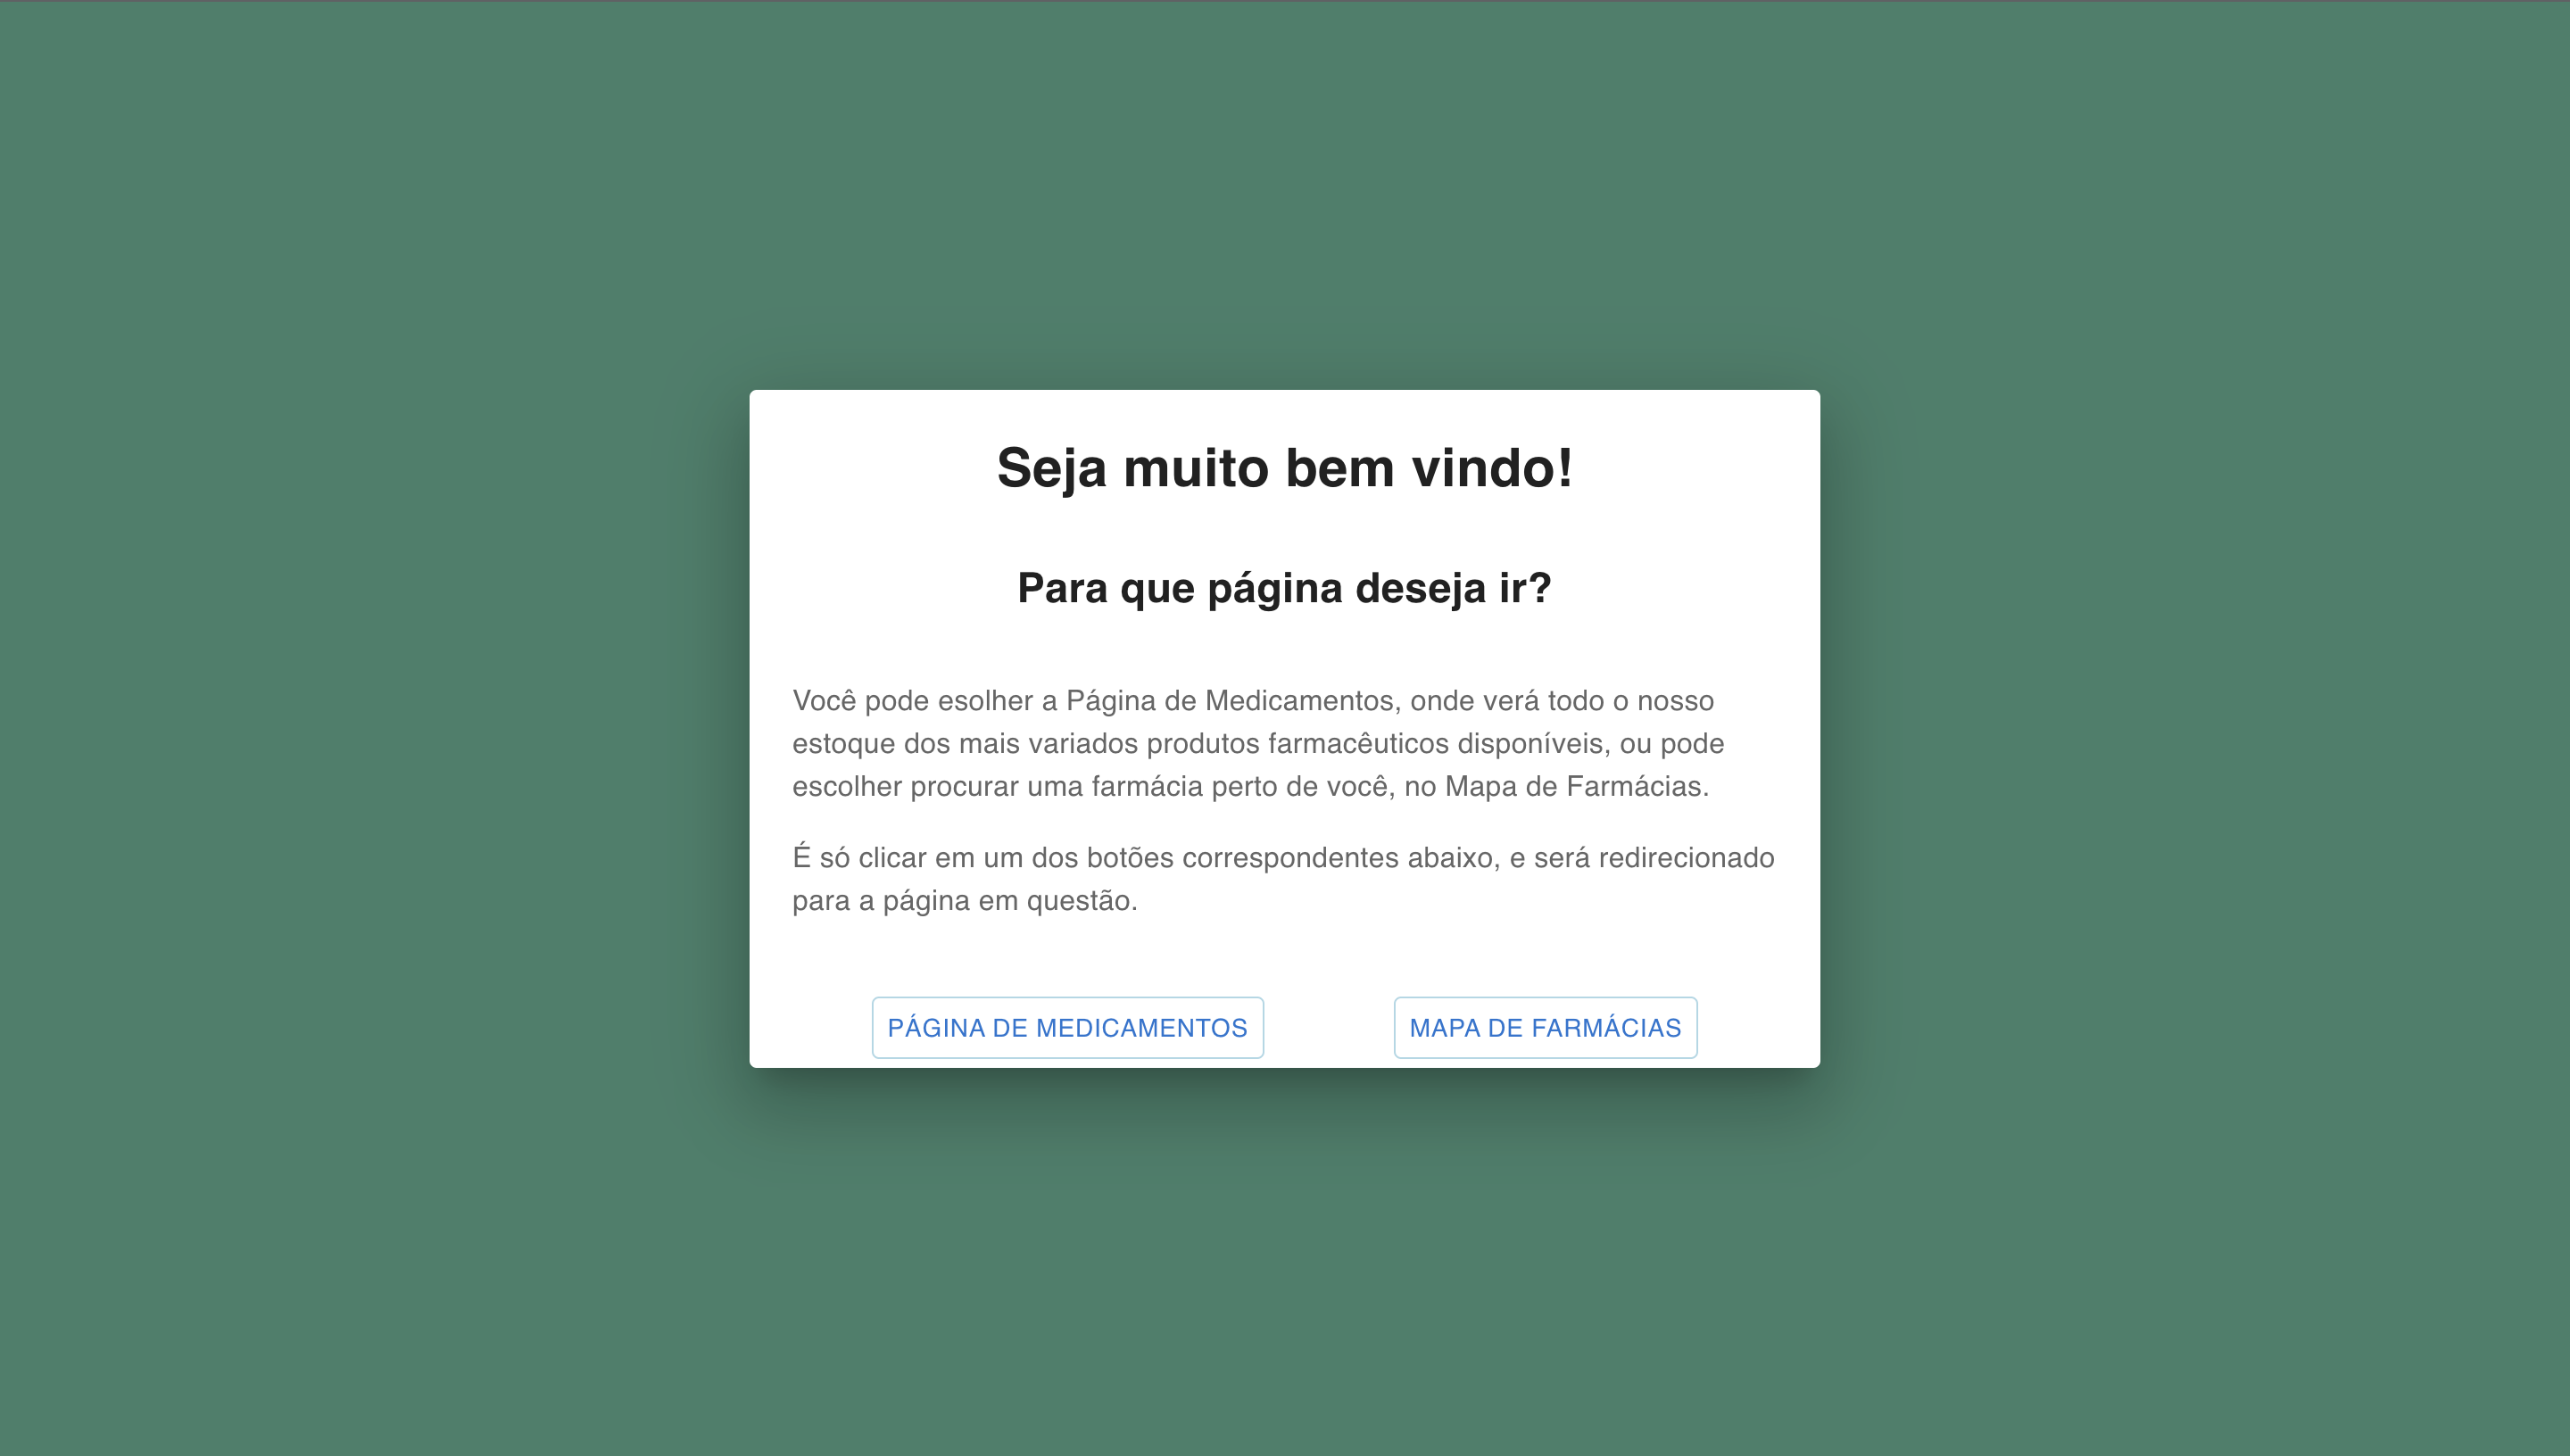 Seja muito bem vindo!
Para que página deseja ir?
Você pode esolher a Página de Medicamentos, onde verá todo o nosso
estoque dos mais variados produtos farmacêuticos disponíveis, ou pode
escolher procurar uma farmácia perto de você, no Mapa de Farmácias.
É só clicar em um dos botões correspondentes abaixo, e será redirecionado
para a página em questão.
PÁGINA DE MEDICAMENTOS
MAPA DE FARMÁCIAS